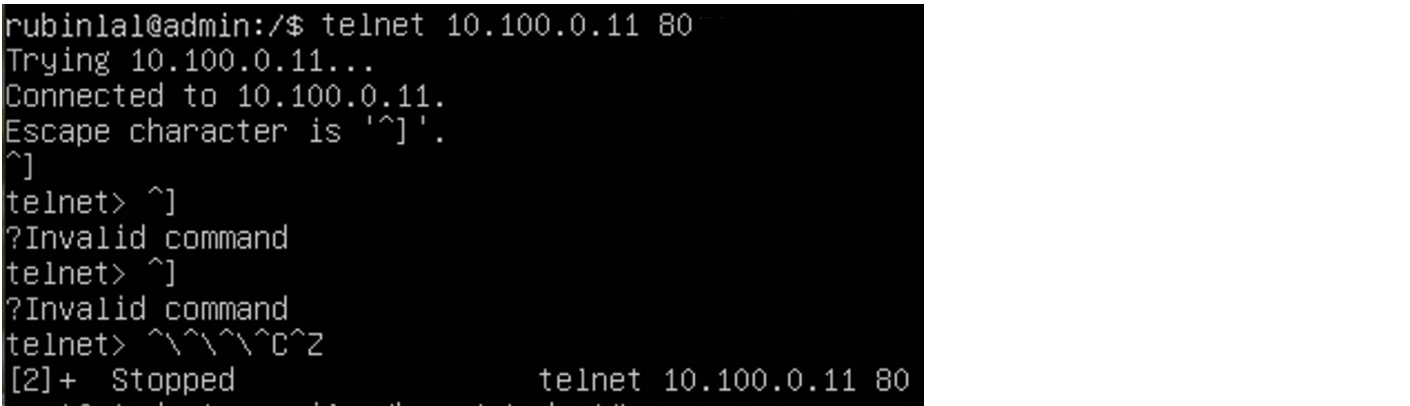 rubinlal@admin:/$ telnet 10.100.0.11 80
Trying 10.100.0.11...
Connected to 10.100.0.11.
Escape character is '^]'.
^]
telnet> ^]
?Invalid command
telnet> ^]
?Invalid command
telnet> ^\^\^\^C^Z
[2]+  Stopped                 telnet 10.100.0.11 80